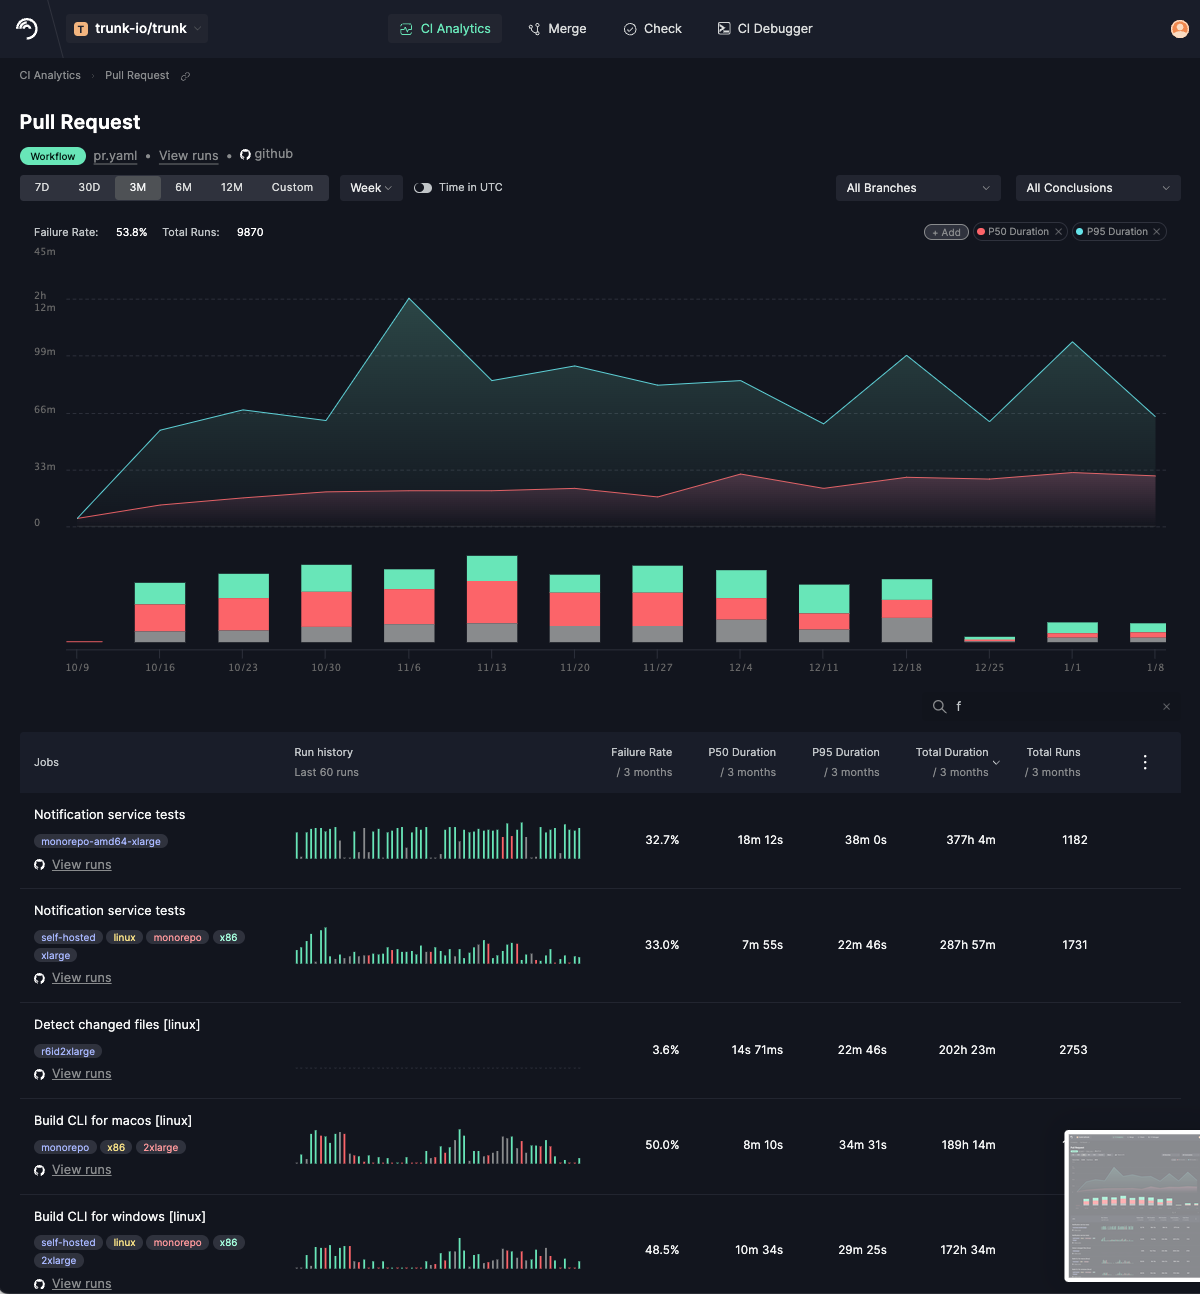 T trunk-io/trunk
CI Analytics
Merge
Check
CI Debugger
CI Analytics › Pull Request
Pull Request
Workflow pr.yaml • View runs • github
7D 30D 3M 6M 12M Custom Week Time in UTC All Branches All Conclusions
Failure Rate: 53.8% Total Runs: 9870 + Add P50 Duration × P95 Duration ×
45m
2h
12m
99m
66m
33m
0
10/9 10/16 10/23 10/30 11/6 11/13 11/20 11/27 12/4 12/11 12/18 12/25 1/1 1/8
f ×
Jobs
Run history
Last 60 runs
Failure Rate
/ 3 months
P50 Duration
/ 3 months
P95 Duration
/ 3 months
Total Duration
/ 3 months
Total Runs
/ 3 months
Notification service tests
monorepo-amd64-xlarge
View runs
32.7% 18m 12s 38m 0s 377h 4m 1182
Notification service tests
self-hosted linux monorepo x86
xlarge
View runs
33.0% 7m 55s 22m 46s 287h 57m 1731
Detect changed files [linux]
r6id2xlarge
View runs
3.6% 14s 71ms 22m 46s 202h 23m 2753
Build CLI for macos [linux]
monorepo x86 2xlarge
View runs
50.0% 8m 10s 34m 31s 189h 14m
Build CLI for windows [linux]
self-hosted linux monorepo x86
2xlarge
View runs
48.5% 10m 34s 29m 25s 172h 34m